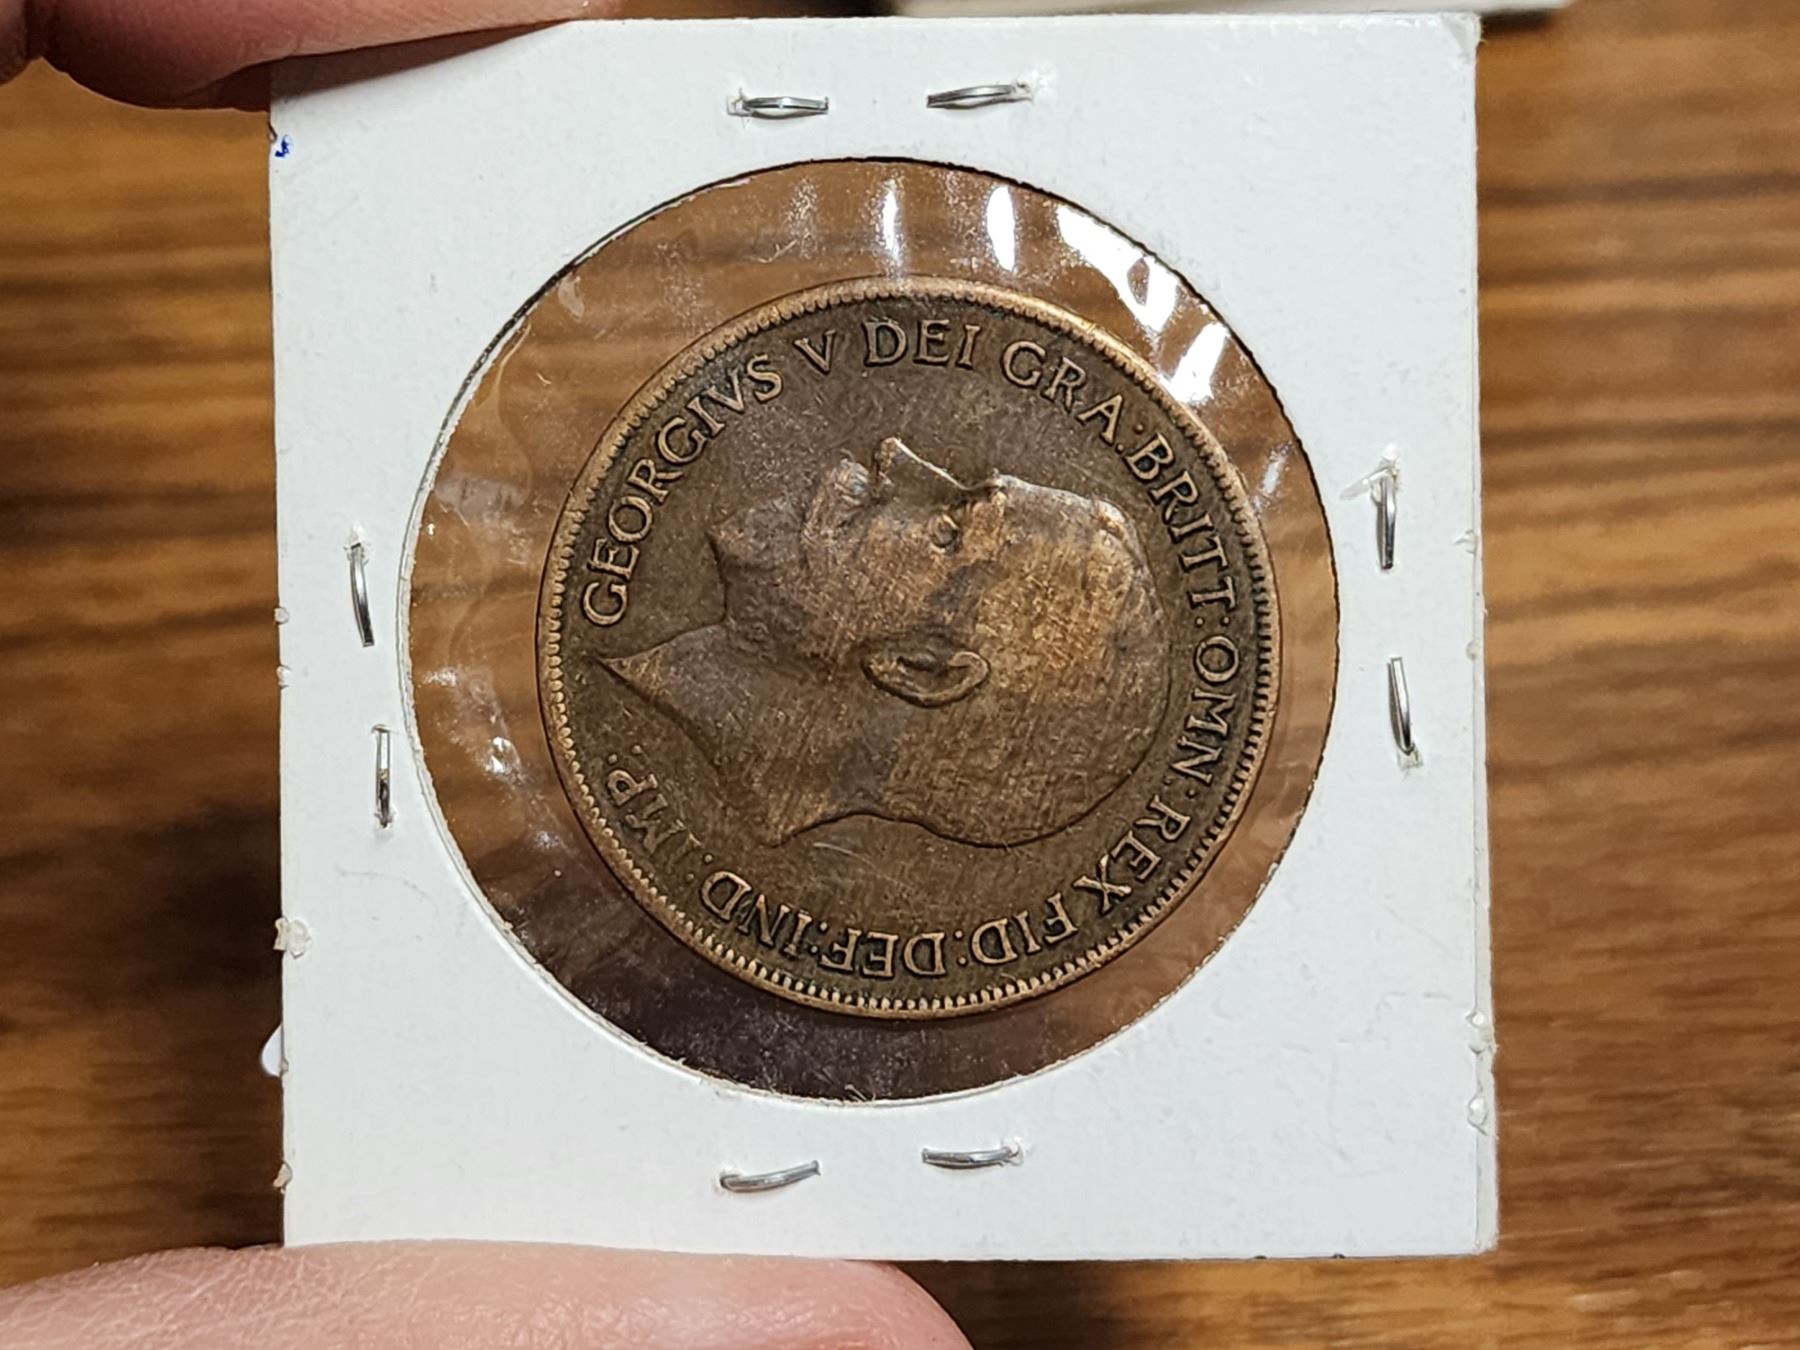 GEORGIVS V DEI GRA:BRITT:OMN:REX FID:DEF:IND:IMP: